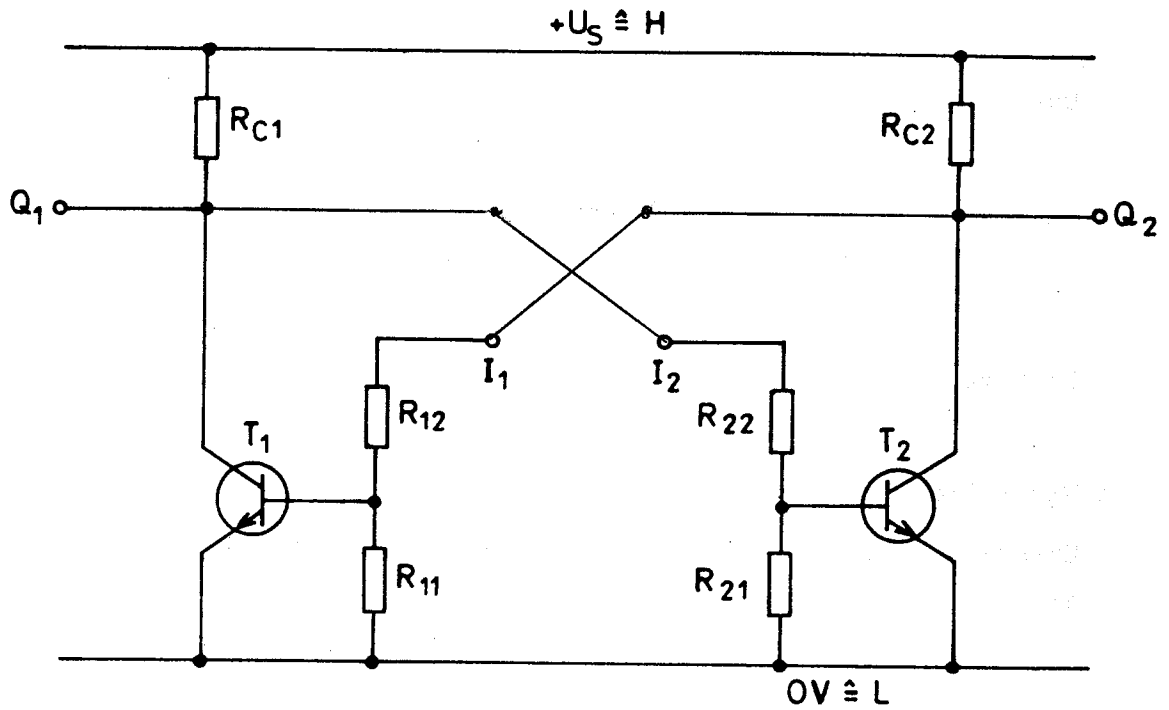 +U_S ≙ H
R_C1
R_C2
Q_1
Q_2
I_1
I_2
R_12
R_22
T_1
T_2
R_11
R_21
0V ≙ L